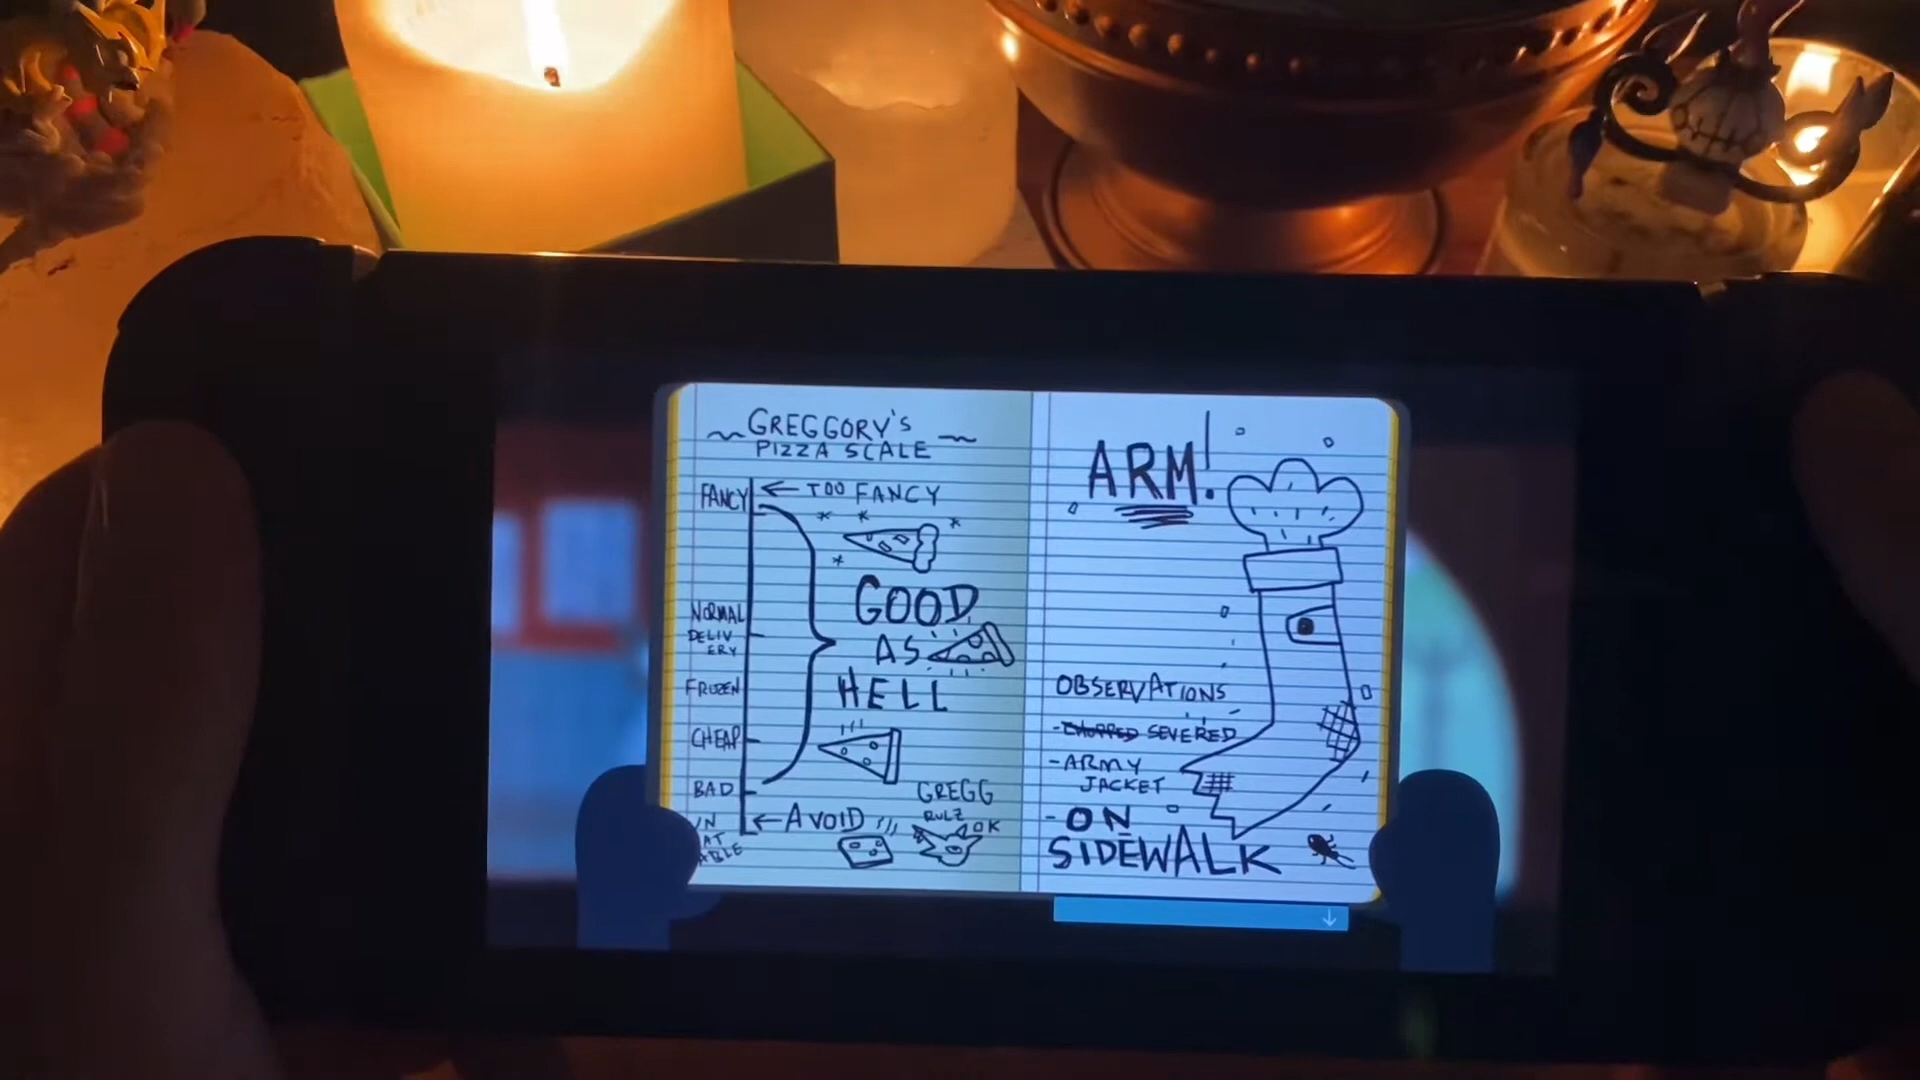 GREGGORY'S
PIZZA SCALE
FANCY
← TOO FANCY
GOOD
AS
HELL
NORMAL
DELIV
ERY
FROZEN
CHEAP
BAD
← AVOID
GREGG
RULZ
OK
ARM!
OBSERVATIONS
- CHOPPED SEVERED
- ARMY
JACKET
- ON
SIDEWALK